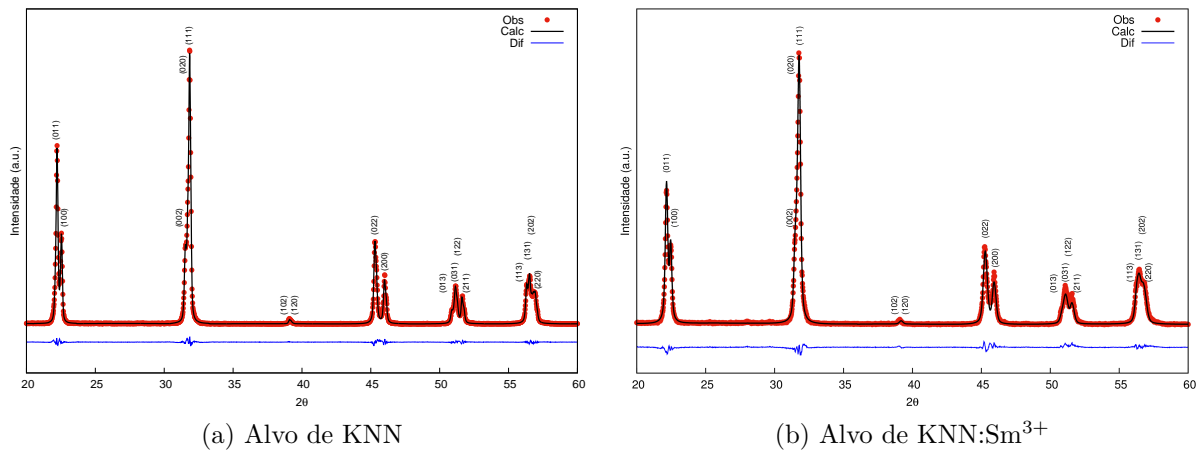 Obs
Calc
Dif
Intensidade (a.u.)
(011)
(100)
(002)
(020)
(111)
(102)
(120)
(022)
(200)
(013)
(031)
(122)
(211)
(113)
(131)
(202)
(220)
20 25 30 35 40 45 50 55 60
2θ
(a) Alvo de KNN
Obs
Calc
Dif
Intensidade (a.u.)
(011)
(100)
(002)
(020)
(111)
(102)
(120)
(022)
(200)
(013)
(031)
(122)
(211)
(113)
(131)
(202)
(220)
20 25 30 35 40 45 50 55 60
2θ
(b) Alvo de KNN:Sm³⁺